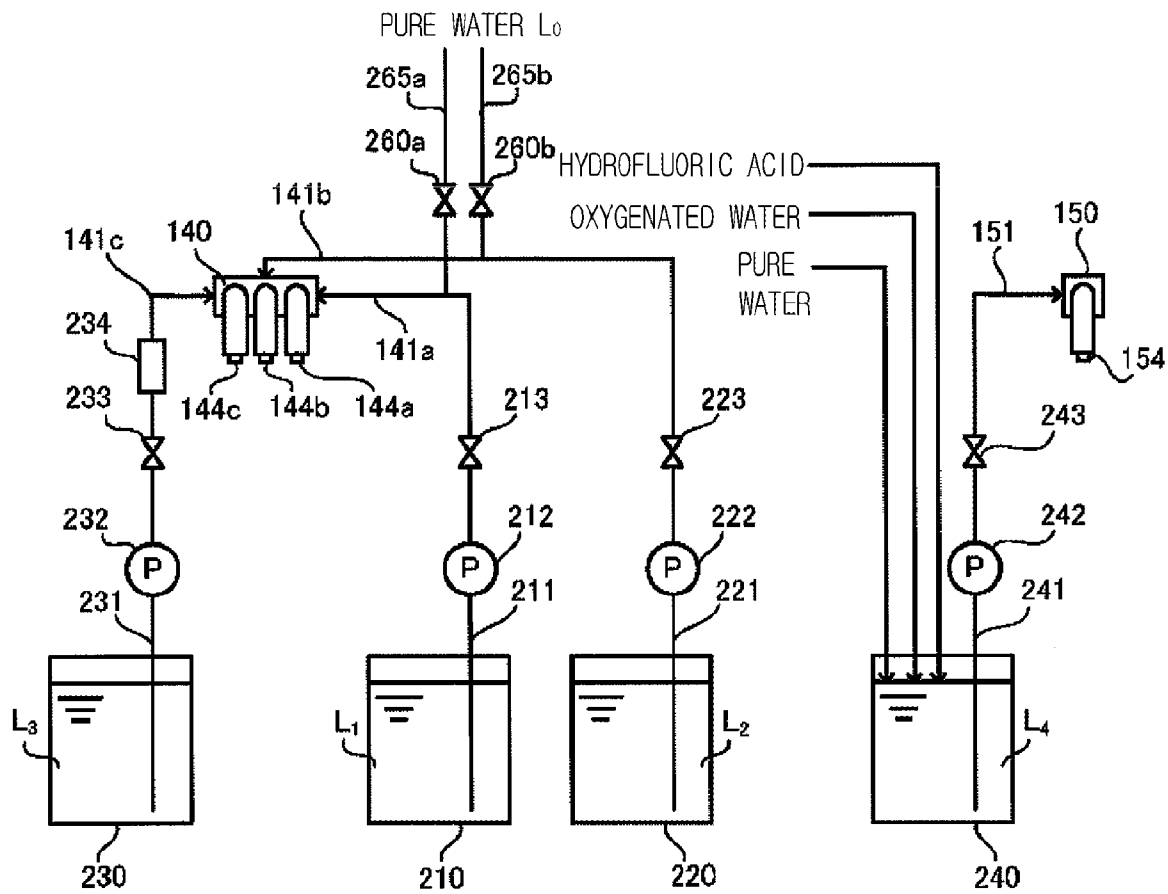 PURE WATER L0
265a
265b
260a
260b
HYDROFLUORIC ACID
141b
OXYGENATED WATER
150
141c
140
151
PURE
WATER
234
141a
154
144c
144b
144a
233
213
223
243
232
212
222
242
P
P
P
P
231
211
221
241
L3
L1
L2
L4
230
210
220
240